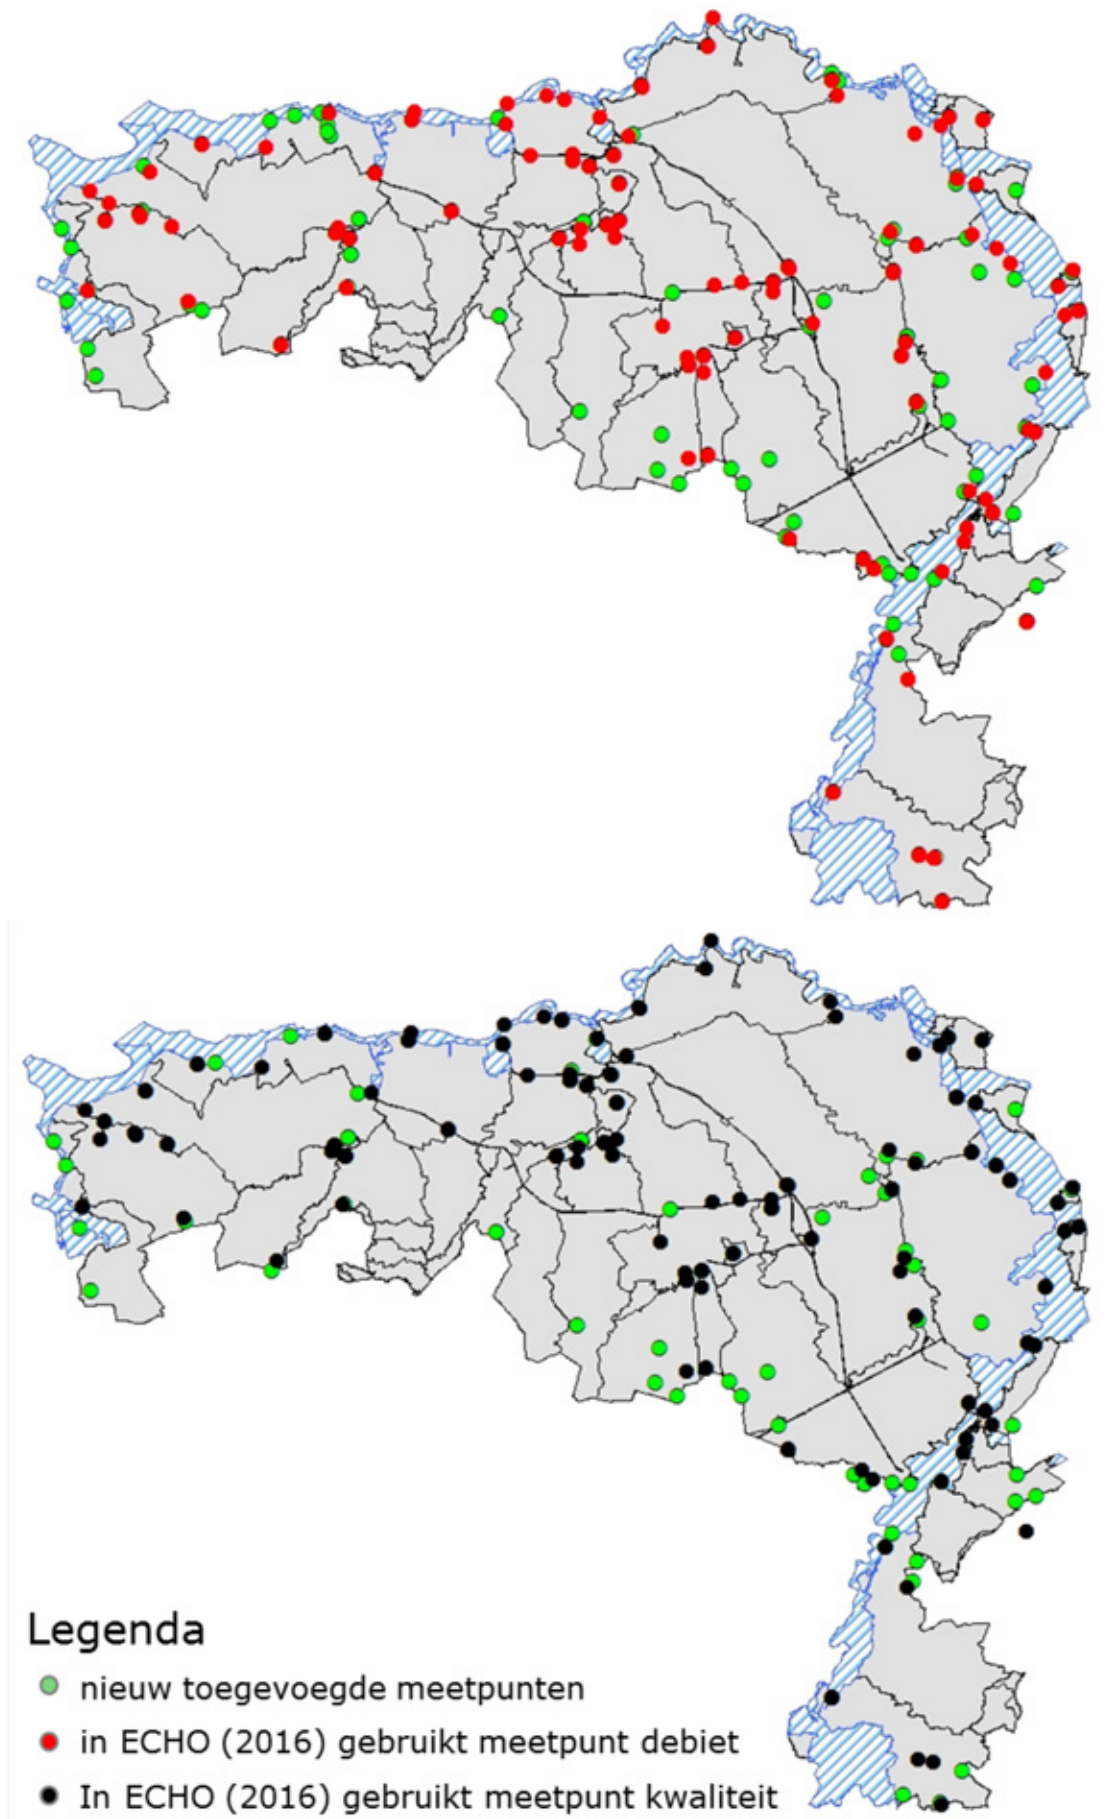 Legenda
nieuw toegevoegde meetpunten
in ECHO (2016) gebruikt meetpunt debiet
In ECHO (2016) gebruikt meetpunt kwaliteit